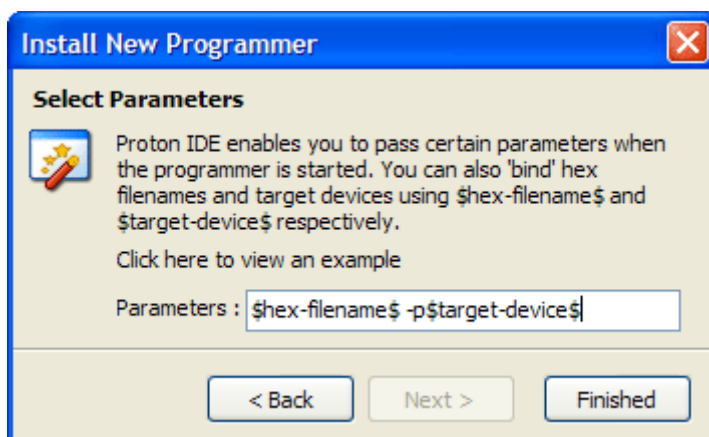 Install New Programmer
Select Parameters
Proton IDE enables you to pass certain parameters when
the programmer is started. You can also 'bind' hex
filenames and target devices using $hex-filename$ and
$target-device$ respectively.
Click here to view an example
Parameters : $hex-filename$ -p$target-device$
< Back Next > Finished